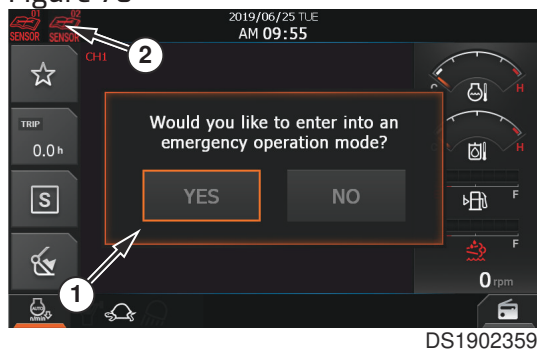 Figure 78
01
02
SENSOR SENSOR
2019/06/25 TUE
AM 09:55
2
CH1
Would you like to enter into an
emergency operation mode?
YES
NO
TRIP
0.0 h
S
C
H
H
F
F
1
n/min
0 rpm
DS1902359